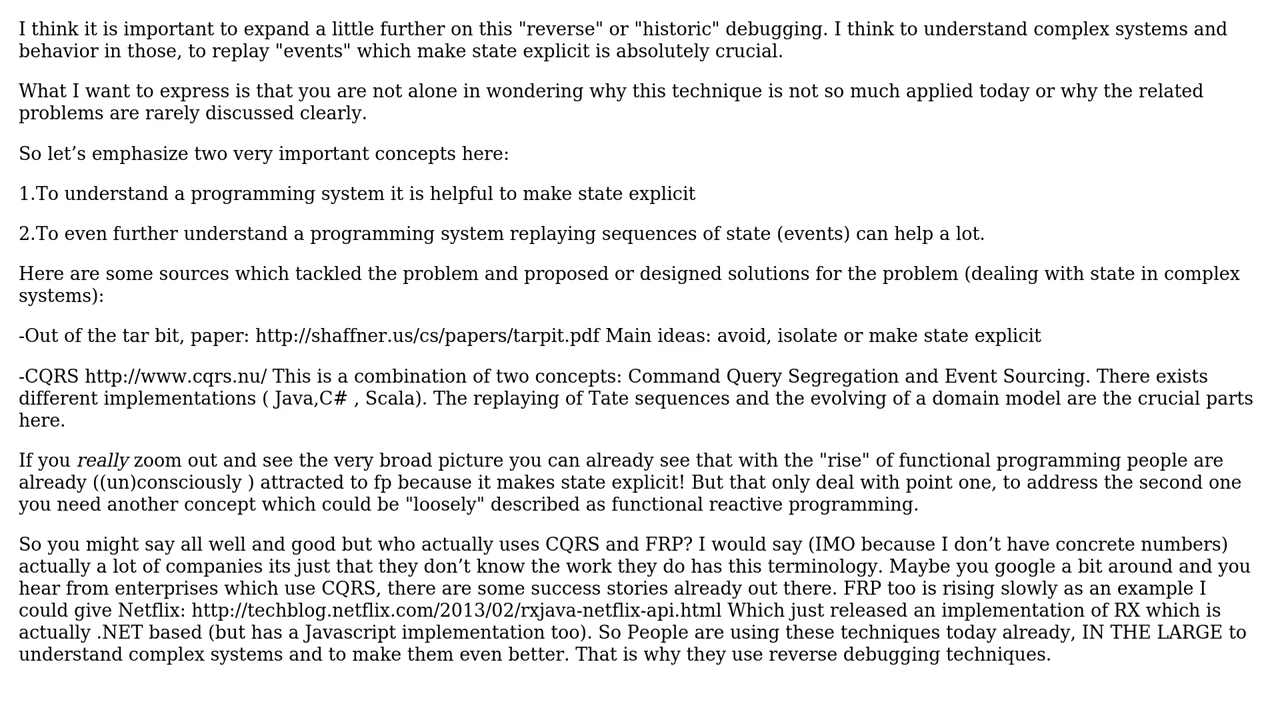 I think it is important to expand a little further on this "reverse" or "historic" debugging. I think to understand complex systems and
behavior in those, to replay "events" which make state explicit is absolutely crucial.
What I want to express is that you are not alone in wondering why this technique is not so much applied today or why the related
problems are rarely discussed clearly.
So let’s emphasize two very important concepts here:
1.To understand a programming system it is helpful to make state explicit
2.To even further understand a programming system replaying sequences of state (events) can help a lot.
Here are some sources which tackled the problem and proposed or designed solutions for the problem (dealing with state in complex
systems):
-Out of the tar bit, paper: http://shaffner.us/cs/papers/tarpit.pdf Main ideas: avoid, isolate or make state explicit
-CQRS http://www.cqrs.nu/ This is a combination of two concepts: Command Query Segregation and Event Sourcing. There exists
different implementations ( Java,C# , Scala). The replaying of Tate sequences and the evolving of a domain model are the crucial parts
here.
If you really zoom out and see the very broad picture you can already see that with the "rise" of functional programming people are
already ((un)consciously ) attracted to fp because it makes state explicit! But that only deal with point one, to address the second one
you need another concept which could be "loosely" described as functional reactive programming.
So you might say all well and good but who actually uses CQRS and FRP? I would say (IMO because I don’t have concrete numbers)
actually a lot of companies its just that they don’t know the work they do has this terminology. Maybe you google a bit around and you
hear from enterprises which use CQRS, there are some success stories already out there. FRP too is rising slowly as an example I
could give Netflix: http://techblog.netflix.com/2013/02/rxjava-netflix-api.html Which just released an implementation of RX which is
actually .NET based (but has a Javascript implementation too). So People are using these techniques today already, IN THE LARGE to
understand complex systems and to make them even better. That is why they use reverse debugging techniques.